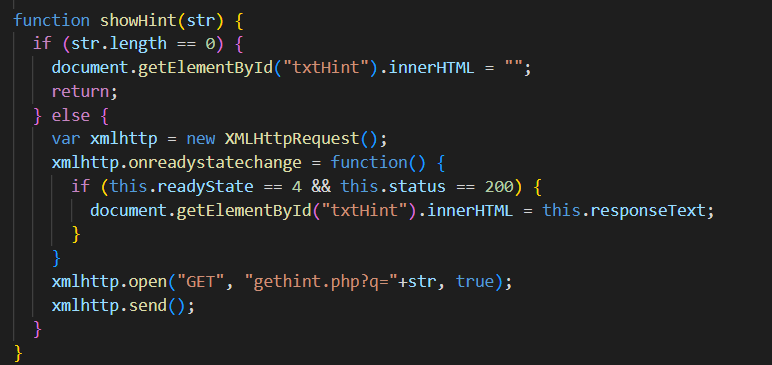 function showHint(str) {
  if (str.length == 0) {
    document.getElementById("txtHint").innerHTML = "";
    return;
  } else {
    var xmlhttp = new XMLHttpRequest();
    xmlhttp.onreadystatechange = function() {
      if (this.readyState == 4 && this.status == 200) {
        document.getElementById("txtHint").innerHTML = this.responseText;
      }
    }
    xmlhttp.open("GET", "gethint.php?q="+str, true);
    xmlhttp.send();
  }
}